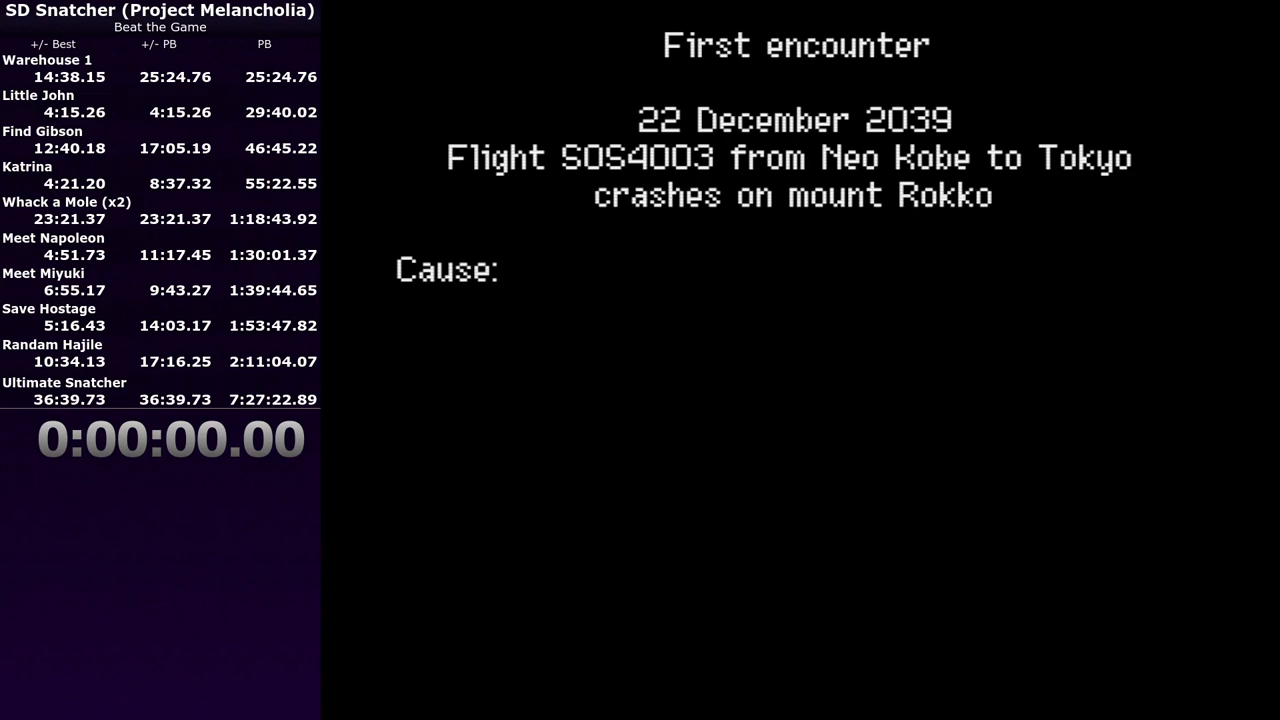 SD Snatcher (Project Melancholia)
Beat the Game
+/- Best +/- PB PB
Warehouse 1
14:38.15 25:24.76 25:24.76
Little John
4:15.26 4:15.26 29:40.02
Find Gibson
12:40.18 17:05.19 46:45.22
Katrina
4:21.20 8:37.32 55:22.55
Whack a Mole (x2)
23:21.37 23:21.37 1:18:43.92
Meet Napoleon
4:51.73 11:17.45 1:30:01.37
Meet Miyuki
6:55.17 9:43.27 1:39:44.65
Save Hostage
5:16.43 14:03.17 1:53:47.82
Randam Hajile
10:34.13 17:16.25 2:11:04.07
Ultimate Snatcher
36:39.73 36:39.73 7:27:22.89
0:00:00.00
First encounter
22 December 2039
Flight SOS4003 from Neo Kobe to Tokyo
crashes on mount Rokko
Cause: